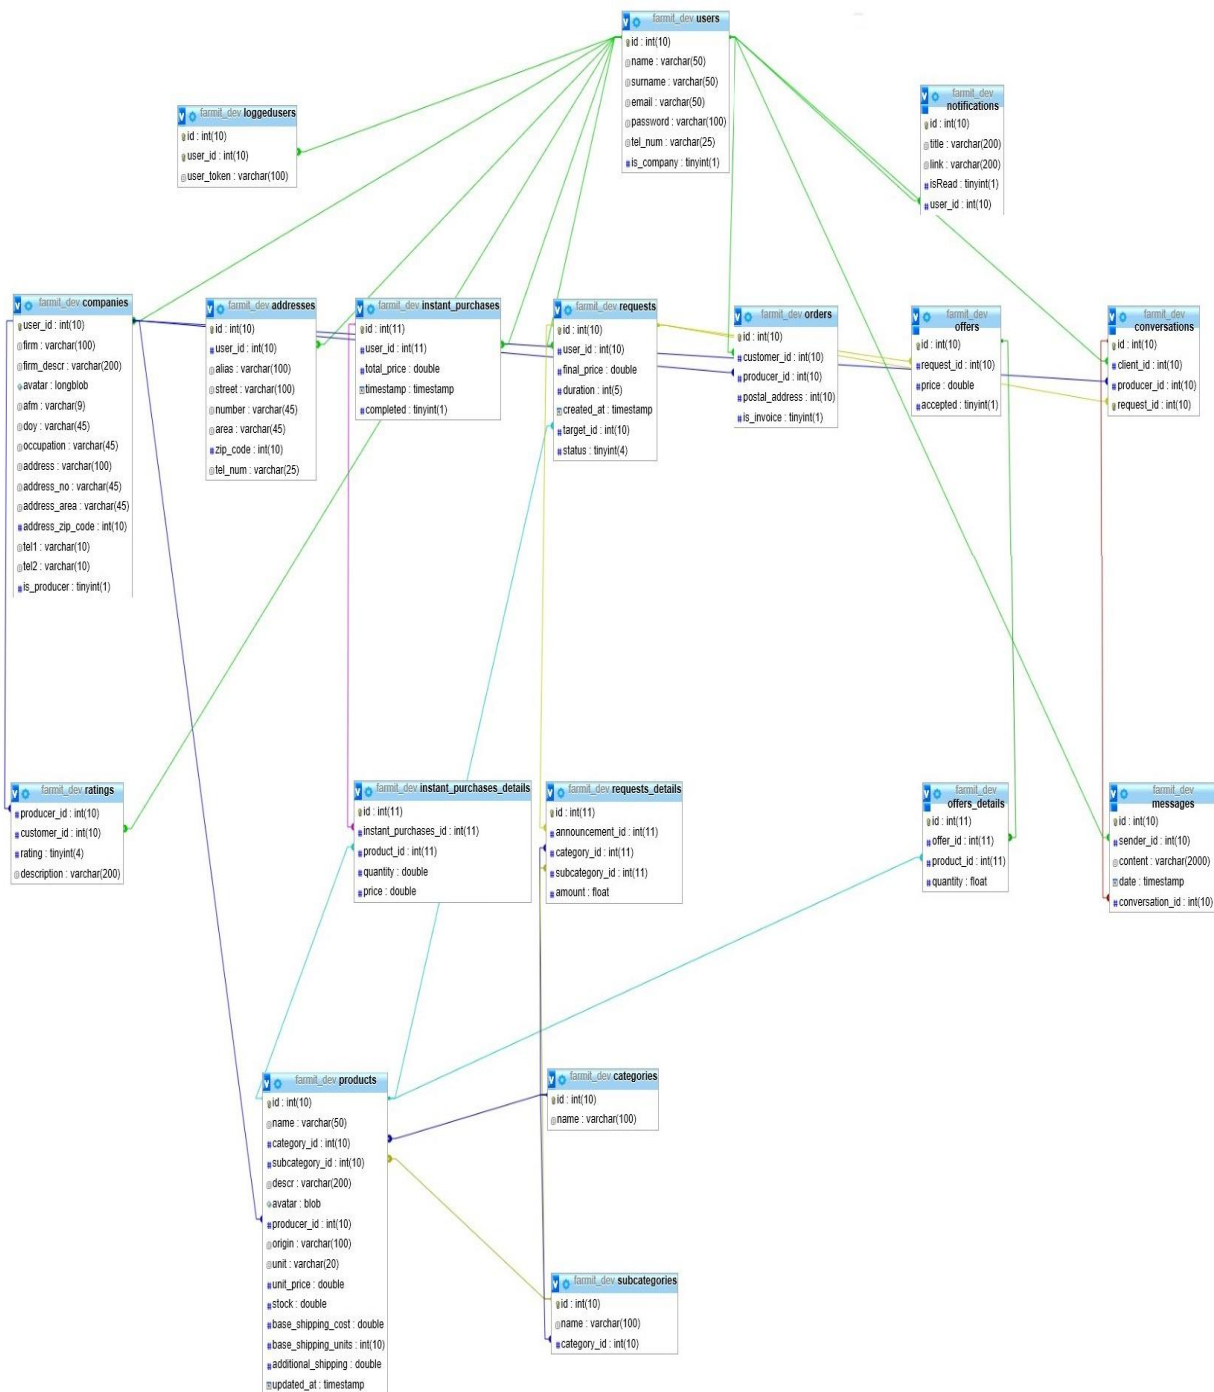 farmit_dev users
id : int(10)
name : varchar(50)
surname : varchar(50)
email : varchar(50)
password : varchar(100)
tel_num : varchar(25)
is_company : tinyint(1)
farmit_dev
notifications
id : int(10)
title : varchar(200)
link : varchar(200)
isRead : tinyint(1)
user_id : int(10)
farmit_dev loggedusers
id : int(10)
user_id : int(10)
user_token : varchar(100)
farmit_dev companies
user_id : int(10)
firm : varchar(100)
firm_descr : varchar(200)
avatar : longblob
afm : varchar(9)
doy : varchar(45)
occupation : varchar(45)
address : varchar(100)
address_no : varchar(45)
address_area : varchar(45)
address_zip_code : int(10)
tel1 : varchar(10)
tel2 : varchar(10)
is_producer : tinyint(1)
farmit_dev addresses
id : int(10)
user_id : int(10)
alias : varchar(100)
street : varchar(100)
number : varchar(45)
area : varchar(45)
zip_code : int(10)
tel_num : varchar(25)
farmit_dev instant_purchases
id : int(11)
user_id : int(11)
total_price : double
timestamp : timestamp
completed : tinyint(1)
farmit_dev requests
id : int(10)
user_id : int(10)
final_price : double
duration : int(5)
created_at : timestamp
target_id : int(10)
status : tinyint(4)
farmit_dev orders
id : int(10)
customer_id : int(10)
producer_id : int(10)
postal_address : int(10)
is_invoice : tinyint(1)
farmit_dev
offers
id : int(10)
request_id : int(10)
price : double
accepted : tinyint(1)
farmit_dev
conversations
id : int(10)
client_id : int(10)
producer_id : int(10)
request_id : int(10)
farmit_dev ratings
producer_id : int(10)
customer_id : int(10)
rating : tinyint(4)
description : varchar(200)
farmit_dev instant_purchases_details
id : int(11)
instant_purchases_id : int(11)
product_id : int(11)
quantity : double
price : double
farmit_dev requests_details
id : int(11)
announcement_id : int(11)
category_id : int(11)
subcategory_id : int(11)
amount : float
farmit_dev
offers_details
id : int(11)
offer_id : int(11)
product_id : int(11)
quantity : float
farmit_dev
messages
id : int(10)
sender_id : int(10)
content : varchar(2000)
date : timestamp
conversation_id : int(10)
farmit_dev products
id : int(10)
name : varchar(50)
category_id : int(10)
subcategory_id : int(10)
descr : varchar(200)
avatar : blob
producer_id : int(10)
origin : varchar(100)
unit : varchar(20)
unit_price : double
stock : double
base_shipping_cost : double
base_shipping_units : int(10)
additional_shipping : double
updated_at : timestamp
farmit_dev categories
id : int(10)
name : varchar(100)
farmit_dev subcategories
id : int(10)
name : varchar(100)
category_id : int(10)